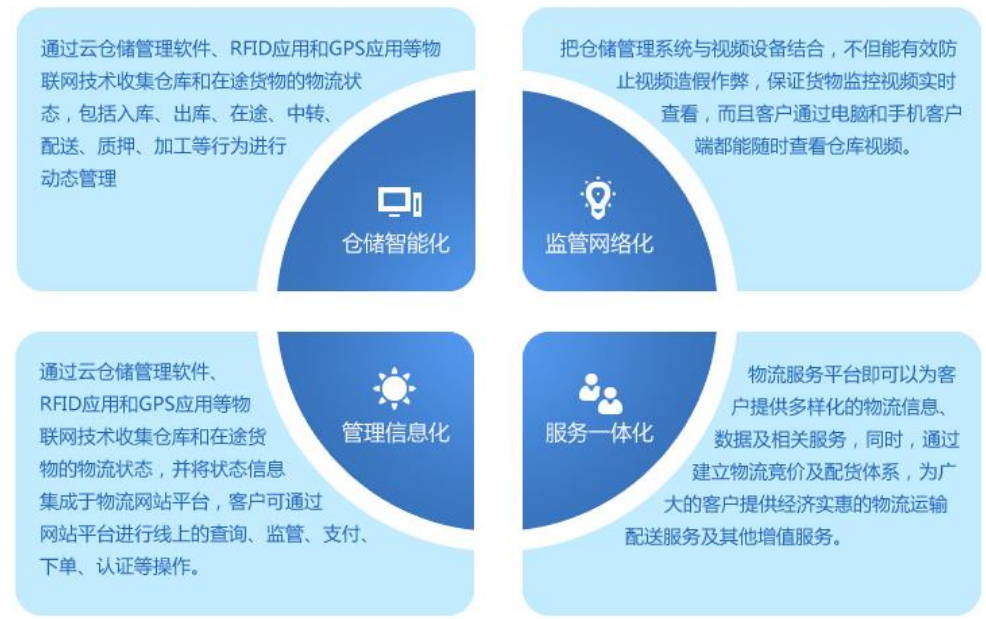 通过云仓储管理软件、RFID应用和GPS应用等物
联网技术收集仓库和在途货物的物流状
态，包括入库、出库、在途、中转、
配送、质押、加工等行为进行
动态管理
仓储智能化
把仓储管理系统与视频设备结合，不但能有效防
止视频造假作弊，保证货物监控视频实时
查看，而且客户通过电脑和手机客户
端都能随时查看仓库视频。
监管网络化
通过云仓储管理软件、
RFID应用和GPS应用等物
联网技术收集仓库和在途货
物的物流状态，并将状态信息
集成于物流网站平台，客户可通过
网站平台进行线上的查询、监管、支付、
下单、认证等操作。
管理信息化
物流服务平台即可以为客
户提供多样化的物流信息、
数据及相关服务，同时，通过
建立物流竞价及配货体系，为广
大的客户提供经济实惠的物流运输
配送服务及其他增值服务。
服务一体化